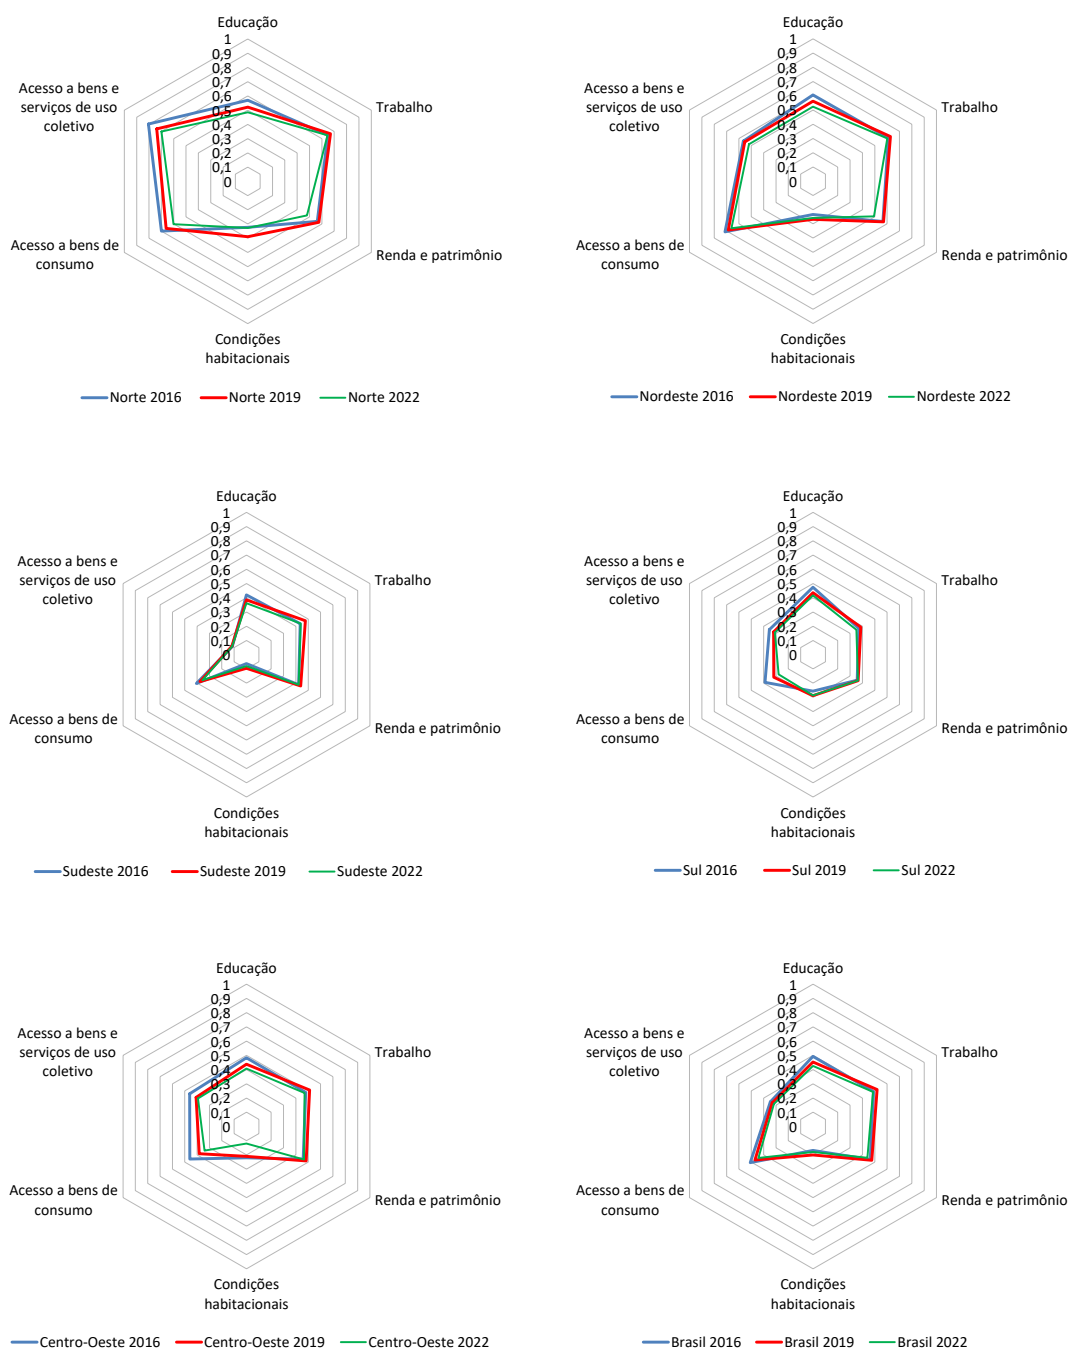 Educação
1
0,9
0,8
0,7
0,6
0,5
0,4
0,3
0,2
0,1
0
Trabalho
Renda e patrimônio
Condições
habitacionais
Acesso a bens de
consumo
Acesso a bens e
serviços de uso
coletivo
Norte 2016 Norte 2019 Norte 2022
Educação
1
0,9
0,8
0,7
0,6
0,5
0,4
0,3
0,2
0,1
0
Trabalho
Renda e patrimônio
Condições
habitacionais
Acesso a bens de
consumo
Acesso a bens e
serviços de uso
coletivo
Nordeste 2016 Nordeste 2019 Nordeste 2022
Educação
1
0,9
0,8
0,7
0,6
0,5
0,4
0,3
0,2
0,1
0
Trabalho
Renda e patrimônio
Condições
habitacionais
Acesso a bens de
consumo
Acesso a bens e
serviços de uso
coletivo
Sudeste 2016 Sudeste 2019 Sudeste 2022
Educação
1
0,9
0,8
0,7
0,6
0,5
0,4
0,3
0,2
0,1
0
Trabalho
Renda e patrimônio
Condições
habitacionais
Acesso a bens de
consumo
Acesso a bens e
serviços de uso
coletivo
Sul 2016 Sul 2019 Sul 2022
Educação
1
0,9
0,8
0,7
0,6
0,5
0,4
0,3
0,2
0,1
0
Trabalho
Renda e patrimônio
Condições
habitacionais
Acesso a bens de
consumo
Acesso a bens e
serviços de uso
coletivo
Centro-Oeste 2016 Centro-Oeste 2019 Centro-Oeste 2022
Educação
1
0,9
0,8
0,7
0,6
0,5
0,4
0,3
0,2
0,1
0
Trabalho
Renda e patrimônio
Condições
habitacionais
Acesso a bens de
consumo
Acesso a bens e
serviços de uso
coletivo
Brasil 2016 Brasil 2019 Brasil 2022